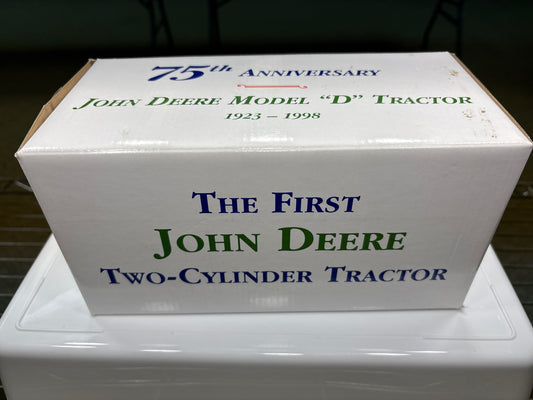 75th ANNIVERSARY
JOHN DEERE MODEL “D” TRACTOR
1923 – 1998
THE FIRST
JOHN DEERE
TWO-CYLINDER TRACTOR